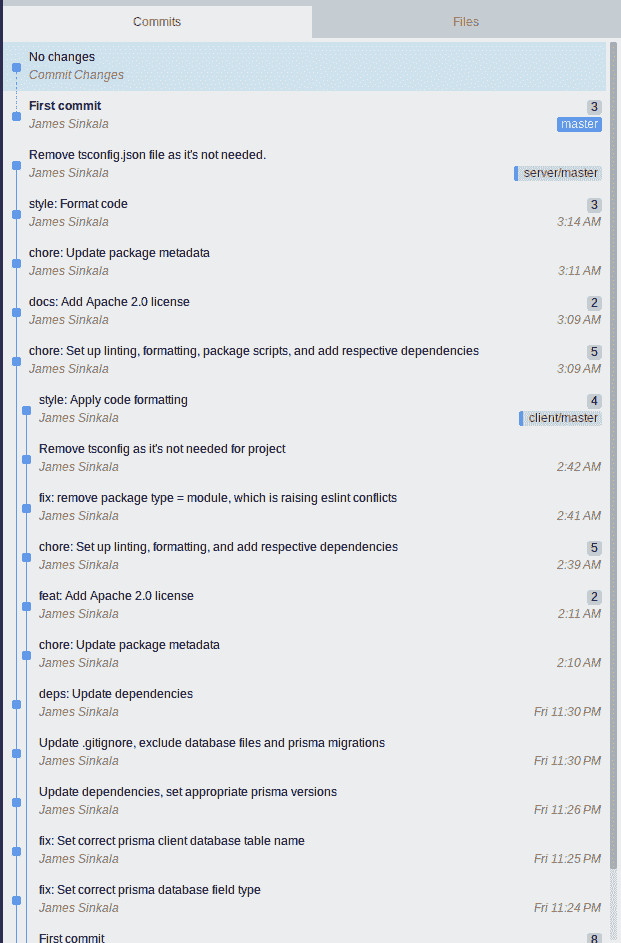 Commits Files
No changes
Commit Changes
First commit 3
James Sinkala master
Remove tsconfig.json file as it's not needed.
James Sinkala server/master
style: Format code 3
James Sinkala 3:14 AM
chore: Update package metadata
James Sinkala 3:11 AM
docs: Add Apache 2.0 license 2
James Sinkala 3:09 AM
chore: Set up linting, formatting, package scripts, and add respective dependencies 5
James Sinkala 3:09 AM
style: Apply code formatting 4
James Sinkala client/master
Remove tsconfig as it's not needed for project
James Sinkala 2:42 AM
fix: remove package type = module, which is raising eslint conflicts
James Sinkala 2:41 AM
chore: Set up linting, formatting, and add respective dependencies 5
James Sinkala 2:39 AM
feat: Add Apache 2.0 license 2
James Sinkala 2:11 AM
chore: Update package metadata
James Sinkala 2:10 AM
deps: Update dependencies
James Sinkala Fri 11:30 PM
Update .gitignore, exclude database files and prisma migrations
James Sinkala Fri 11:30 PM
Update dependencies, set appropriate prisma versions
James Sinkala Fri 11:26 PM
fix: Set correct prisma client database table name
James Sinkala Fri 11:25 PM
fix: Set correct prisma database field type
James Sinkala Fri 11:24 PM
First commit 8